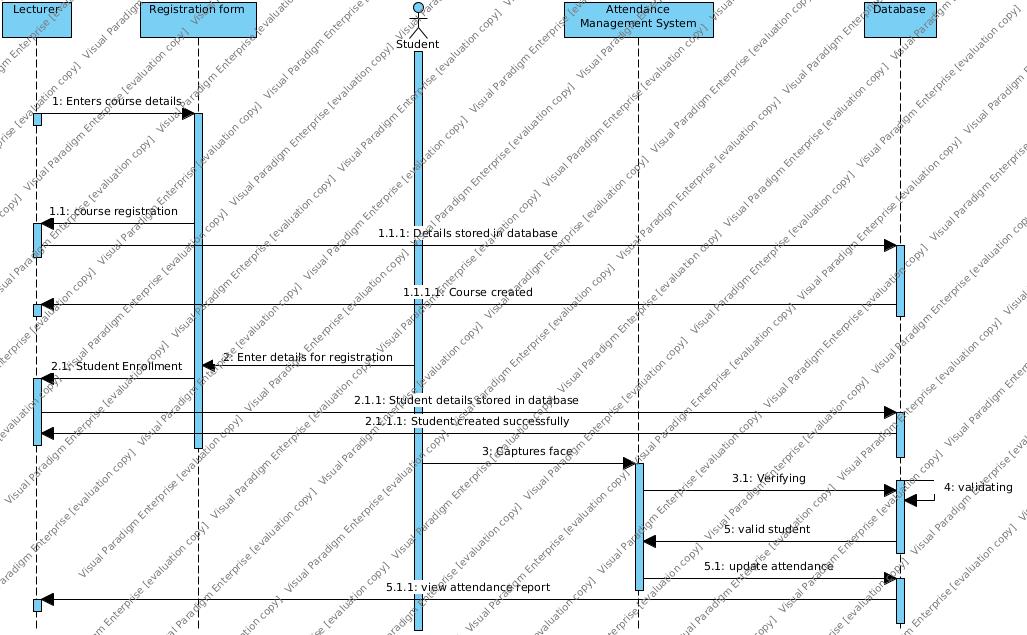 Lecturer
Registration form
Student
Attendance
Management System
Database
1: Enters course details
1.1: course registration
1.1.1: Details stored in database
1.1.1.1: Course created
2: Enter details for registration
2.1: Student Enrollment
2.1.1: Student details stored in database
2.1.1.1: Student created successfully
3: Captures face
3.1: Verifying
4: validating
5: valid student
5.1: update attendance
5.1.1: view attendance report
Visual Paradigm Enterprise [evaluation copy]